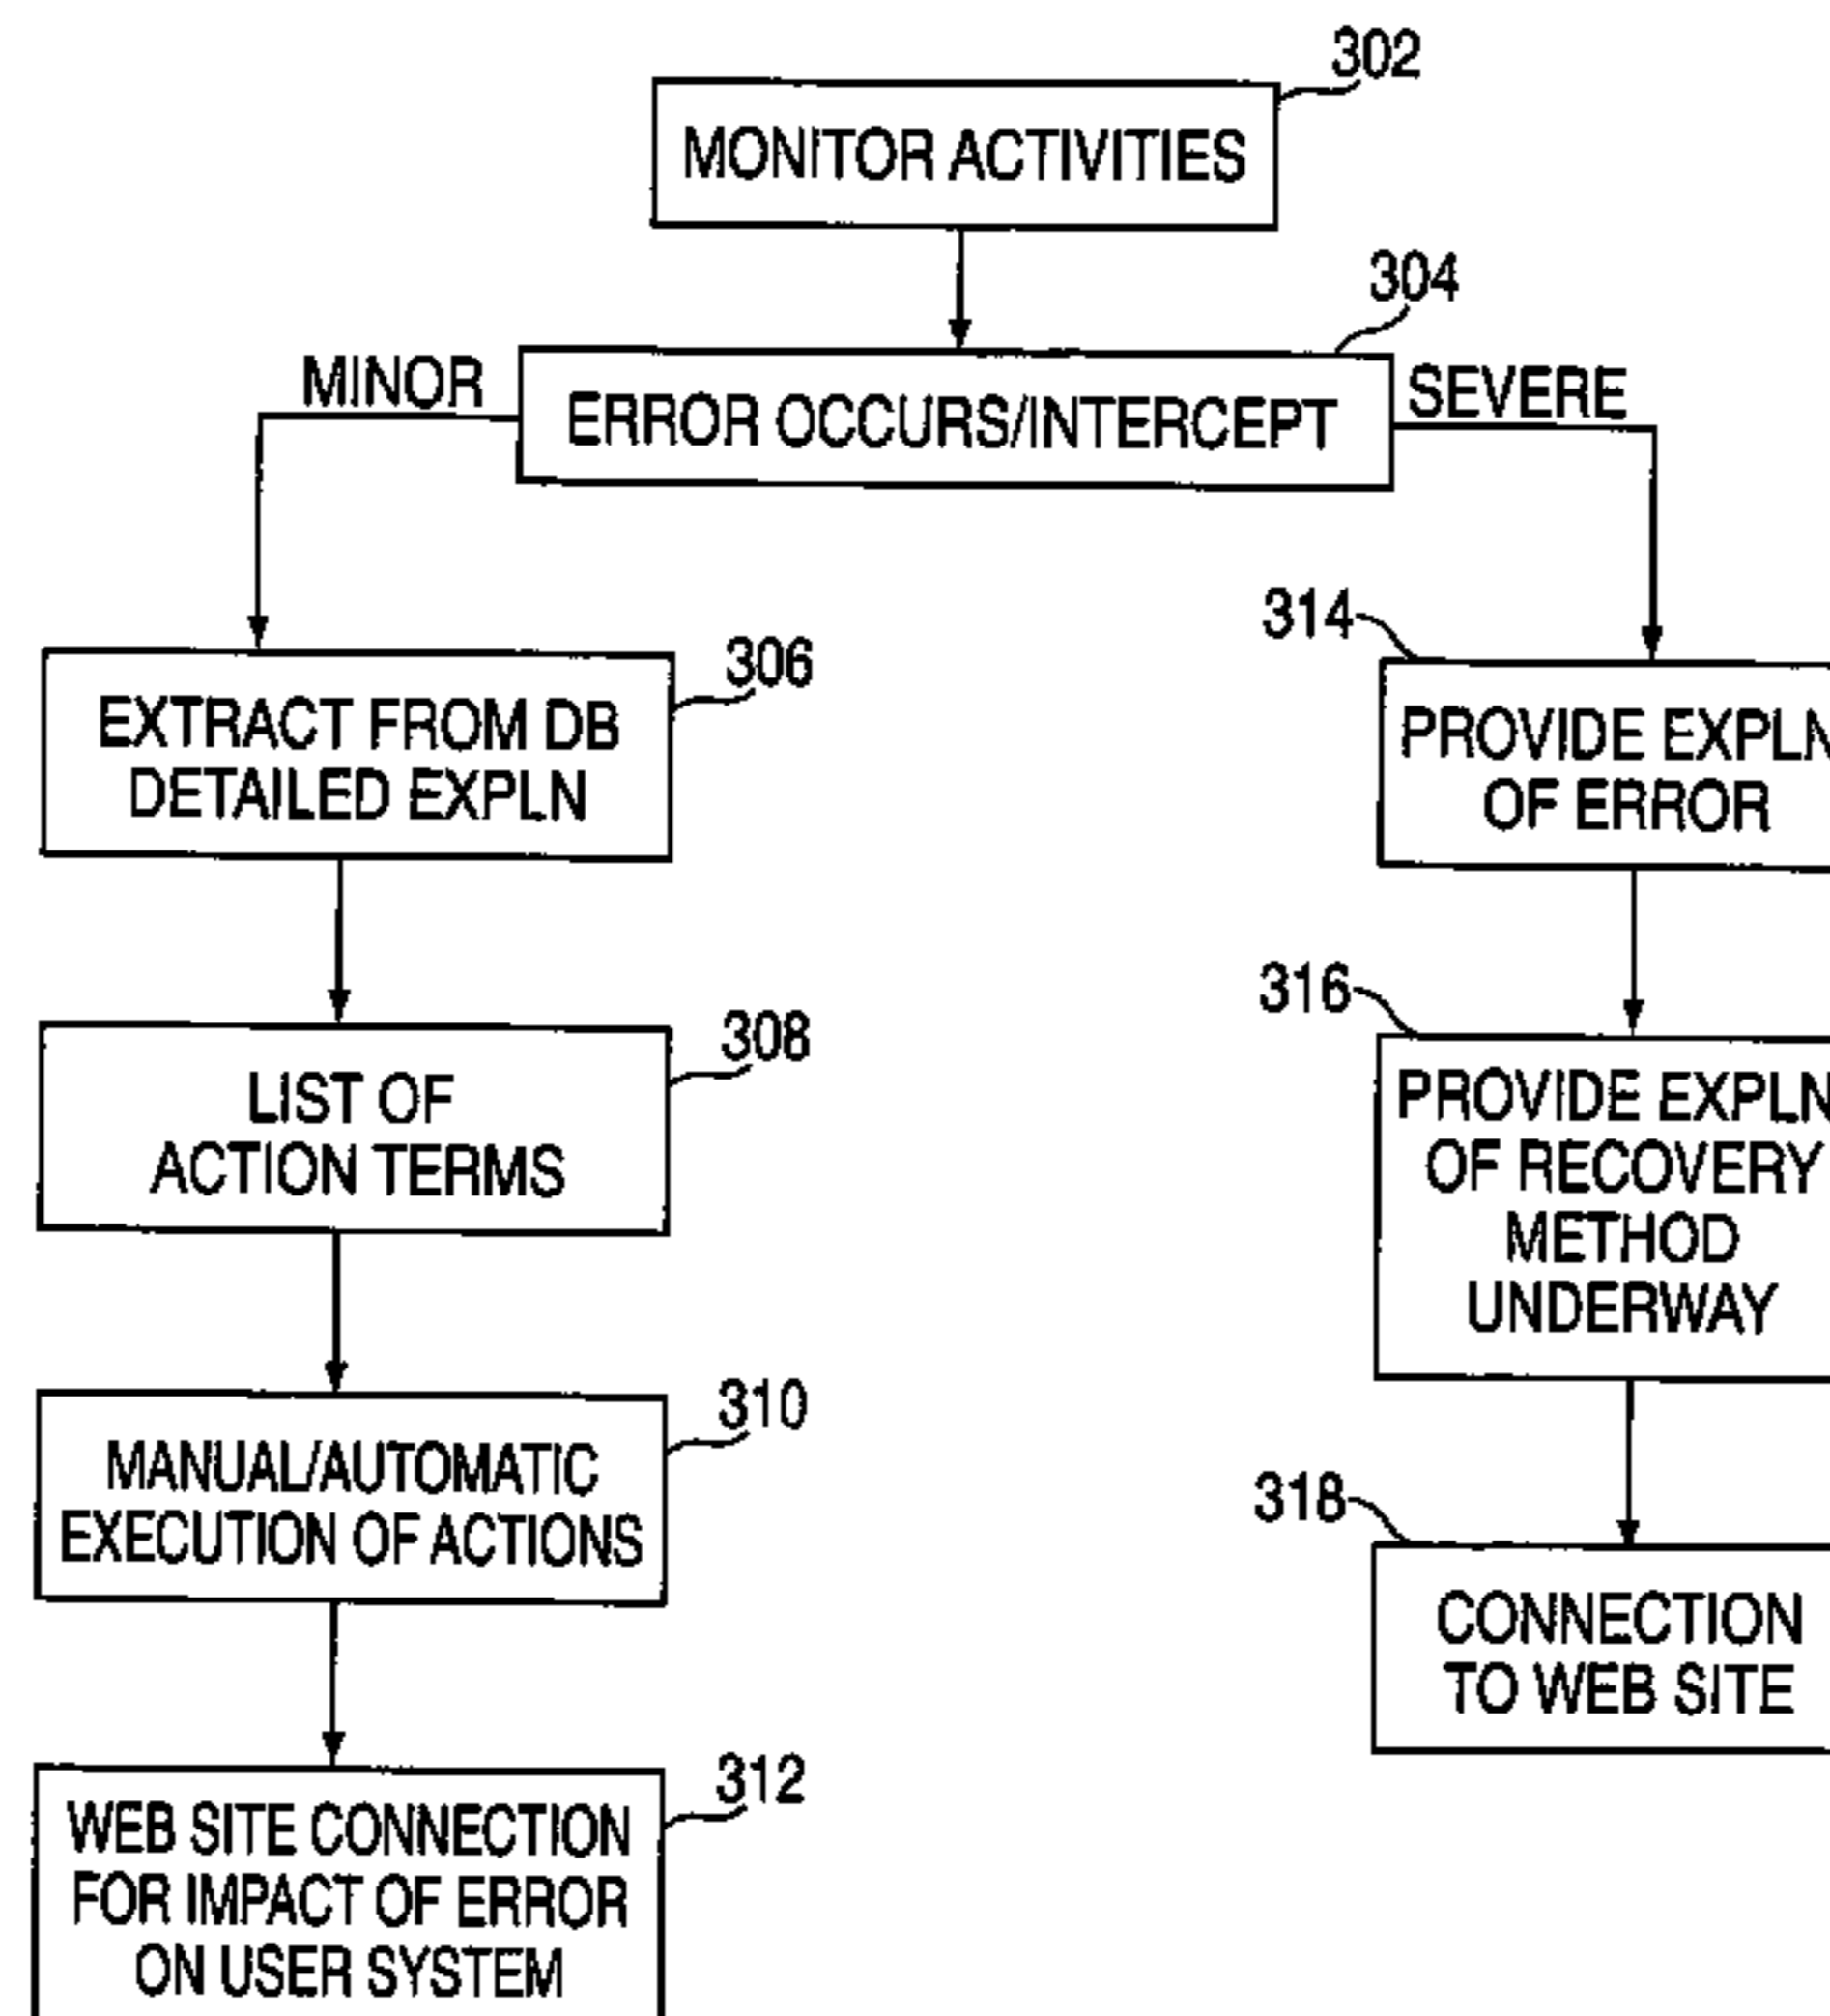 302
MONITOR ACTIVITIES
304
MINOR
ERROR OCCURS/INTERCEPT
SEVERE
306
EXTRACT FROM DB
DETAILED EXPLN
308
LIST OF
ACTION TERMS
310
MANUAL/AUTOMATIC
EXECUTION OF ACTIONS
312
WEB SITE CONNECTION
FOR IMPACT OF ERROR
ON USER SYSTEM
314
PROVIDE EXPLN
OF ERROR
316
PROVIDE EXPLN
OF RECOVERY
METHOD
UNDERWAY
318
CONNECTION
TO WEB SITE